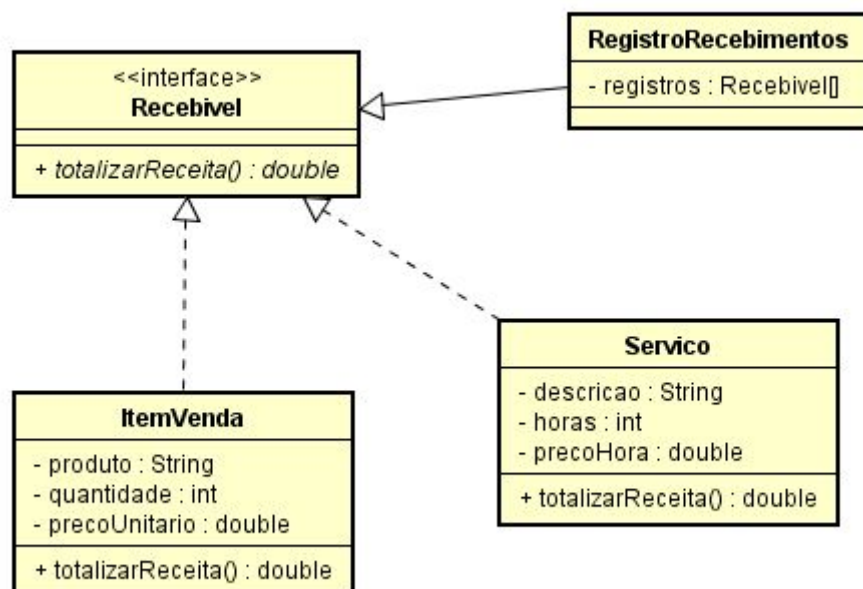 <<interface>>
Recebivel
+ totalizarReceita() : double
RegistroRecebimentos
- registros : Recebivel[]
ItemVenda
- produto : String
- quantidade : int
- precoUnitario : double
+ totalizarReceita() : double
Servico
- descricao : String
- horas : int
- precoHora : double
+ totalizarReceita() : double